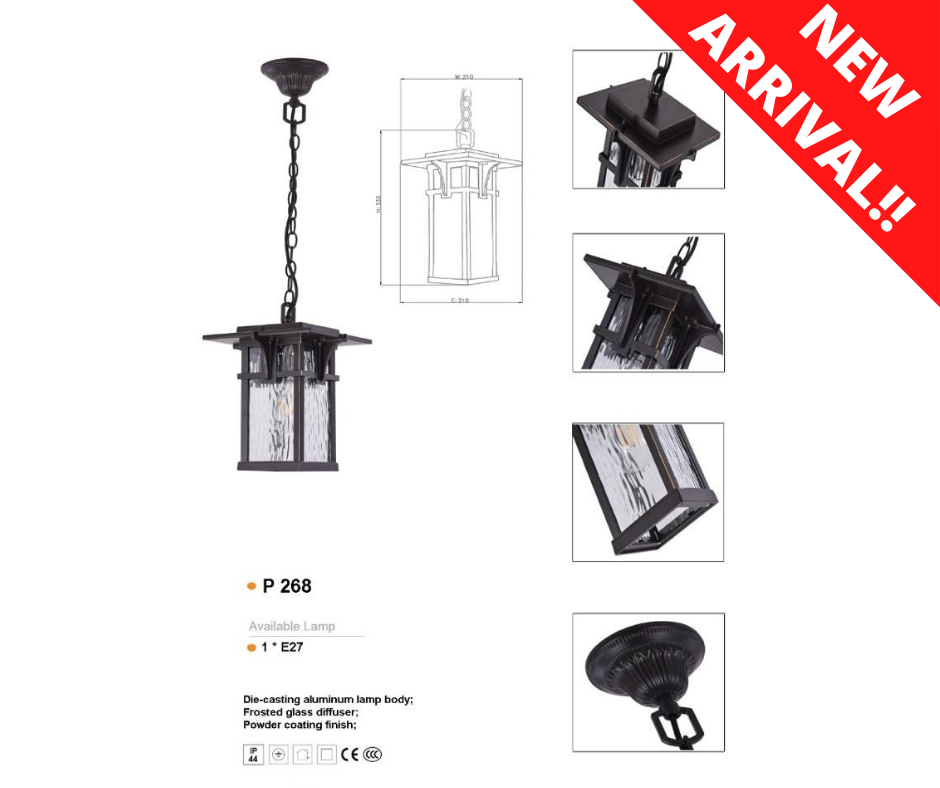 NEW
ARRIVAL!!
W: 210
H: 330
E: 210
P 268
Available Lamp
1 * E27
Die-casting aluminum lamp body;
Frosted glass diffuser;
Powder coating finish;
IP
44
CE CCC